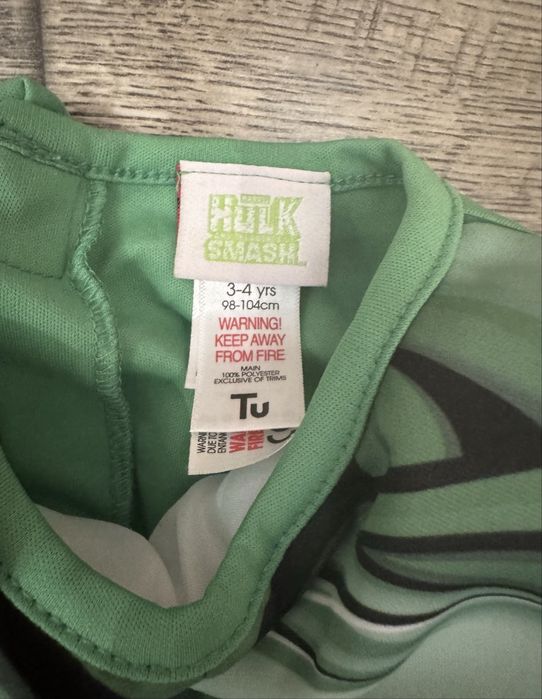 HULK
SMASH
3-4 yrs
98-104cm
WARNING!
KEEP AWAY
FROM FIRE
MAIN
100% POLYESTER
EXCLUSIVE OF TRIMS
Tu